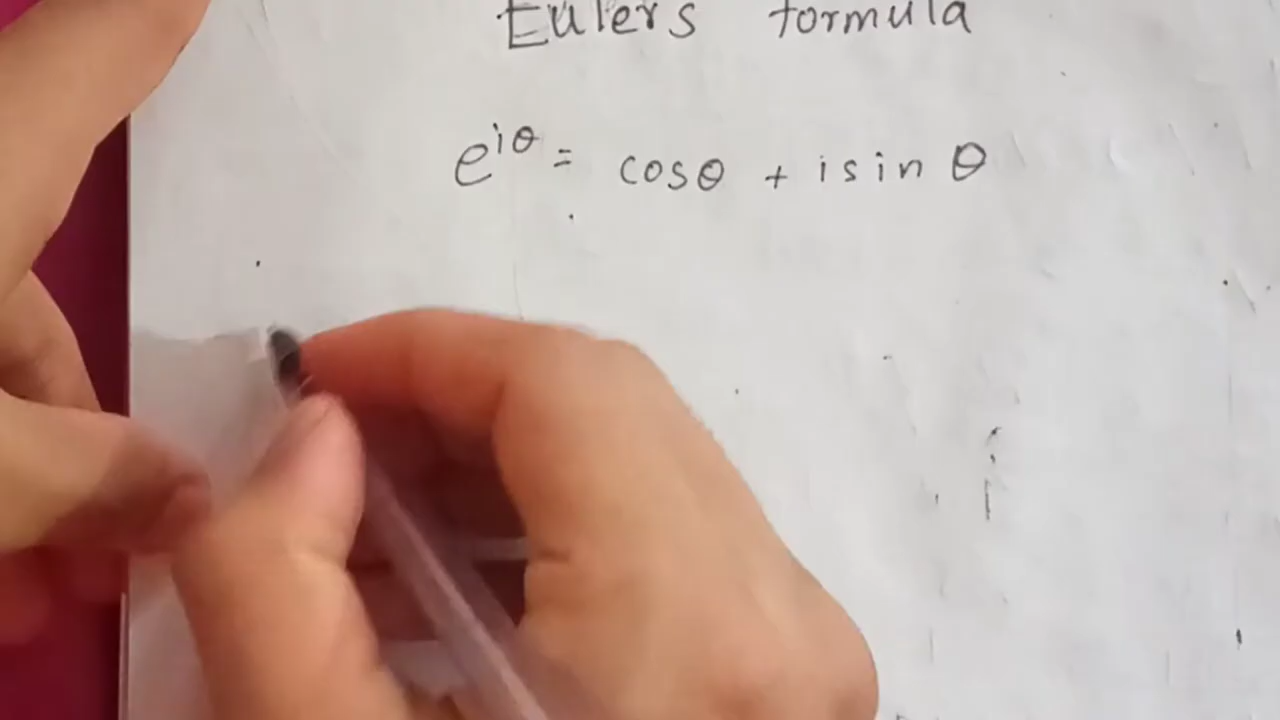 Eulers formula
e^{iθ} = cosθ + i sin θ